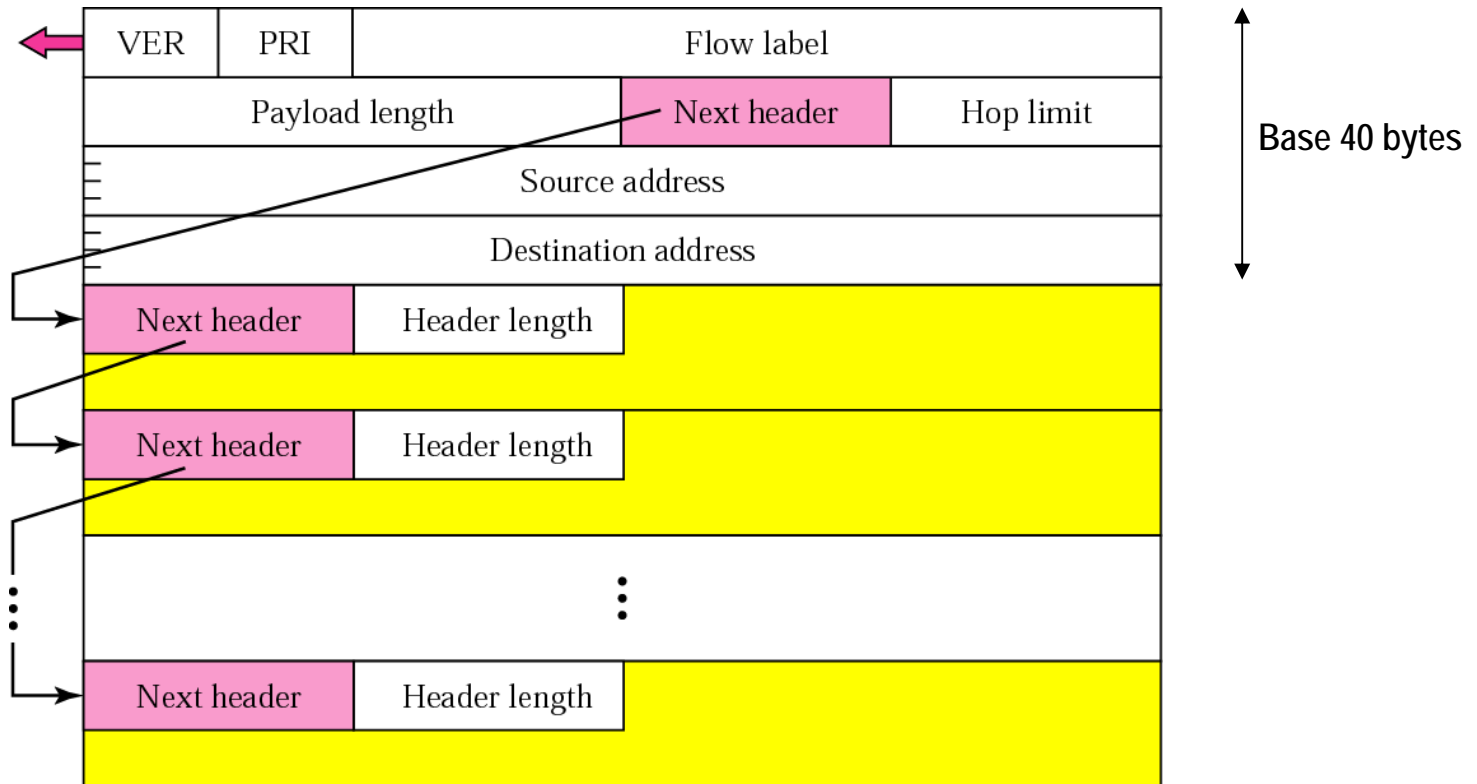 VER PRI Flow label
Payload length Next header Hop limit
Base 40 bytes
Source address
Destination address
Next header Header length
Next header Header length
Next header Header length